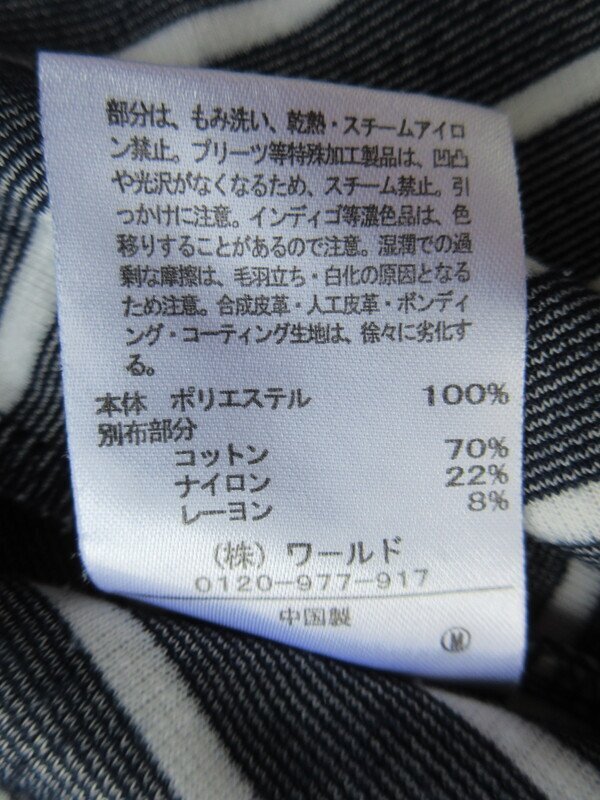 部分は、もみ洗い、乾熱・スチームアイロ
ン禁止。プリーツ等特殊加工製品は、凹凸
や光沢がなくなるため、スチーム禁止。引
っかけに注意。インディゴ等濃色品は、色
移りすることがあるので注意。湿潤での過
剰な摩擦は、毛羽立ち・白化の原因となる
ため注意。合成皮革・人工皮革・ボンディ
ング・コーティング生地は、徐々に劣化す
る。
本体 ポリエステル 100%
別布部分
コットン 70%
ナイロン 22%
レーヨン 8%
(株) ワールド
0120-977-917
中国製
Ⓜ